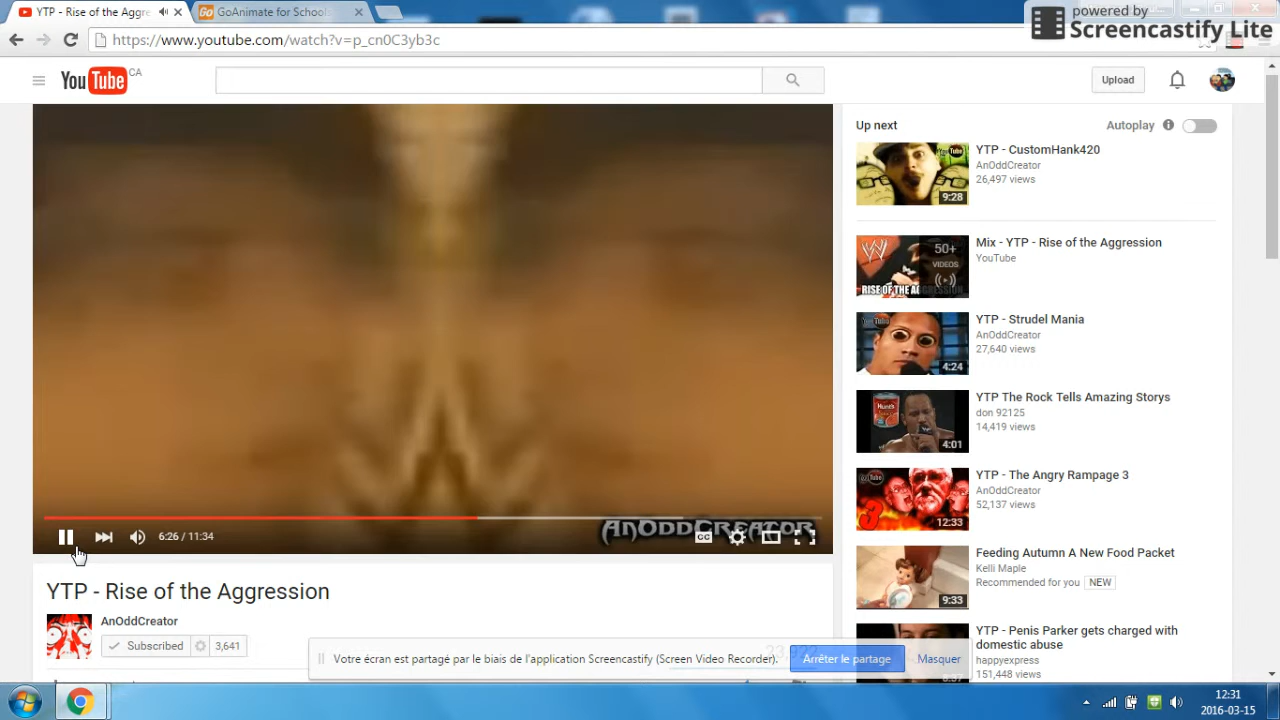 YTP - Rise of the Aggre
GoAnimate for School
powered by
Screencastify Lite
https://www.youtube.com/watch?v=p_cn0C3yh3c
YouTube CA
Upload
Up next
Autoplay
YTP - CustomHank420
AnOddCreator
26,497 views
9:28
Mix - YTP - Rise of the Aggression
YouTube
50+
VIDEOS
RISE OF THE AGGRESSION
YTP - Strudel Mania
AnOddCreator
27,640 views
4:24
YTP The Rock Tells Amazing Storys
don 92125
14,419 views
Hunt's
4:01
YTP - The Angry Rampage 3
AnOddCreator
52,137 views
3
12:33
Feeding Autumn A New Food Packet
Kelli Maple
Recommended for you NEW
9:33
YTP - Penis Parker gets charged with
domestic abuse
happyexpress
151,448 views
AnOddCreator
CC
6:26 / 11:34
YTP - Rise of the Aggression
AnOddCreator
Subscribed 3,641
Votre écran est partagé par le biais de l'application Screencastify (Screen Video Recorder).
Arrêter le partage
Masquer
12:31
2016-03-15